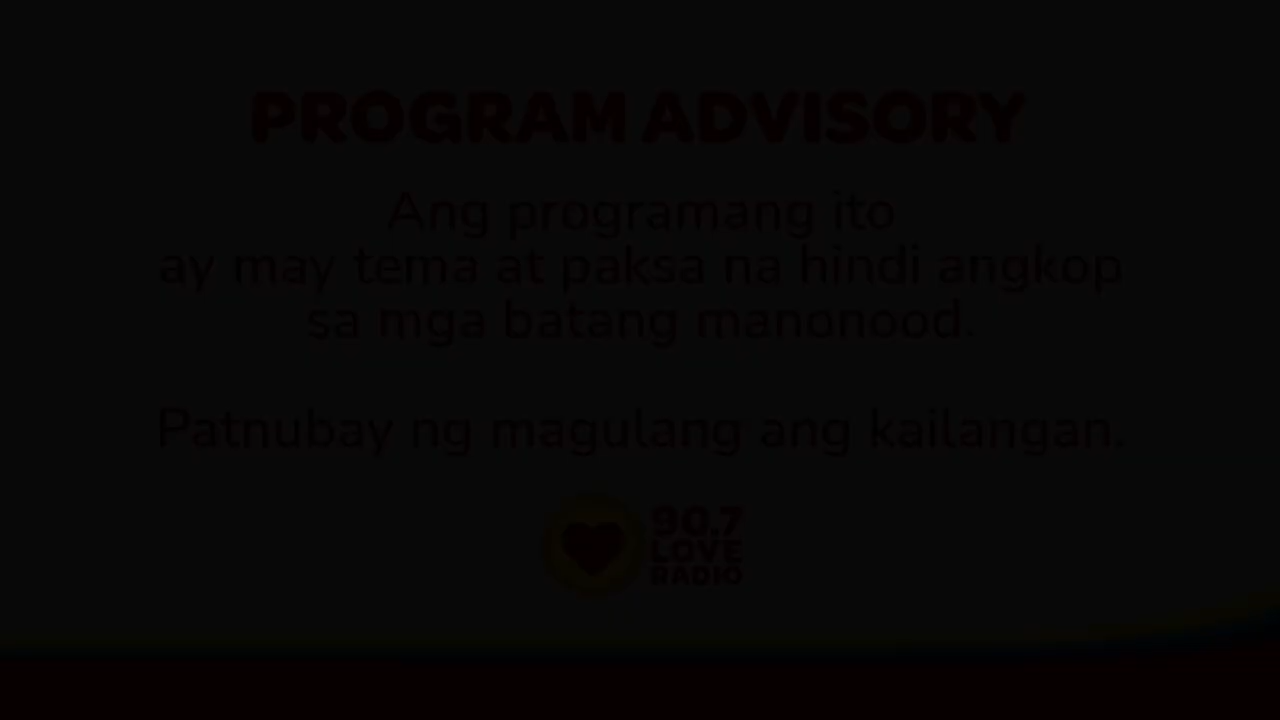 PROGRAM ADVISORY
Ang programang ito
ay may tema at paksa na hindi angkop
sa mga batang manonood.
Patnubay ng magulang ang kailangan.
90.7
LOVE
RADIO